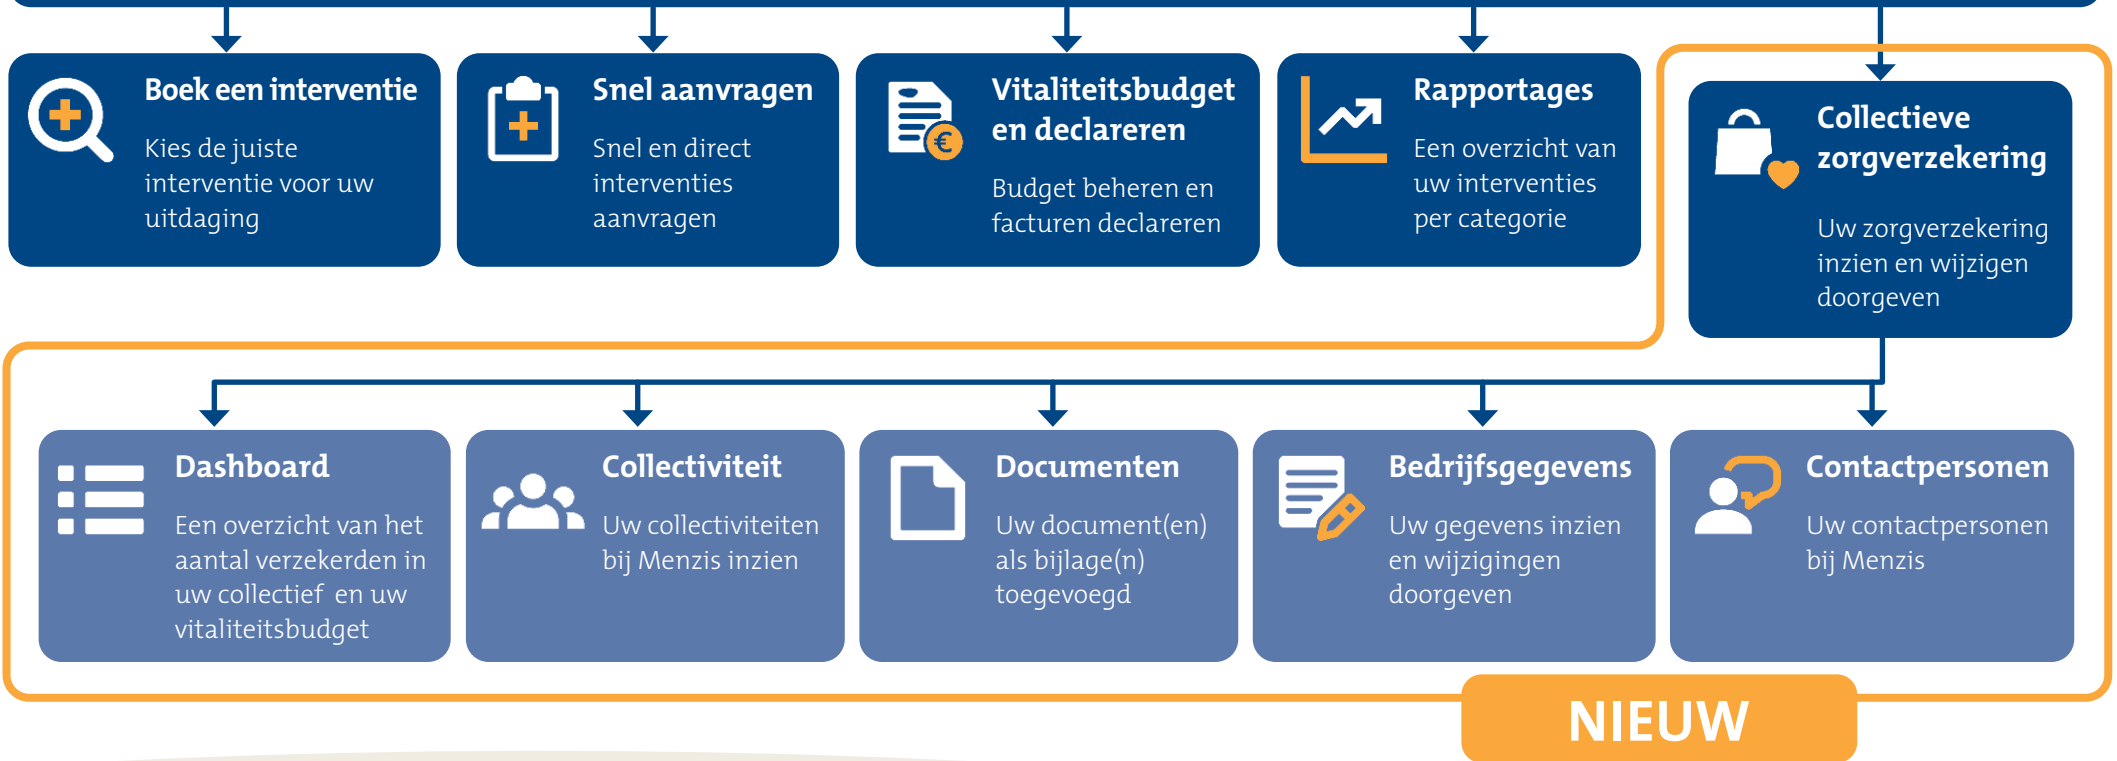 Boek een interventie
Kies de juiste
interventie voor uw
uitdaging
Snel aanvragen
Snel en direct
interventies
aanvragen
Vitaliteitsbudget
en declareren
Budget beheren en
facturen declareren
€
Rapportages
Een overzicht van
uw interventies
per categorie
Collectieve
zorgverzekering
Uw zorgverzekering
inzien en wijzigen
doorgeven
Dashboard
Een overzicht van het
aantal verzekerden in
uw collectief en uw
vitaliteitsbudget
Collectiviteit
Uw collectiviteiten
bij Menzis inzien
Documenten
Uw document(en)
als bijlage(n)
toegevoegd
Bedrijfsgegevens
Uw gegevens inzien
en wijzigingen
doorgeven
Contactpersonen
Uw contactpersonen
bij Menzis
NIEUW